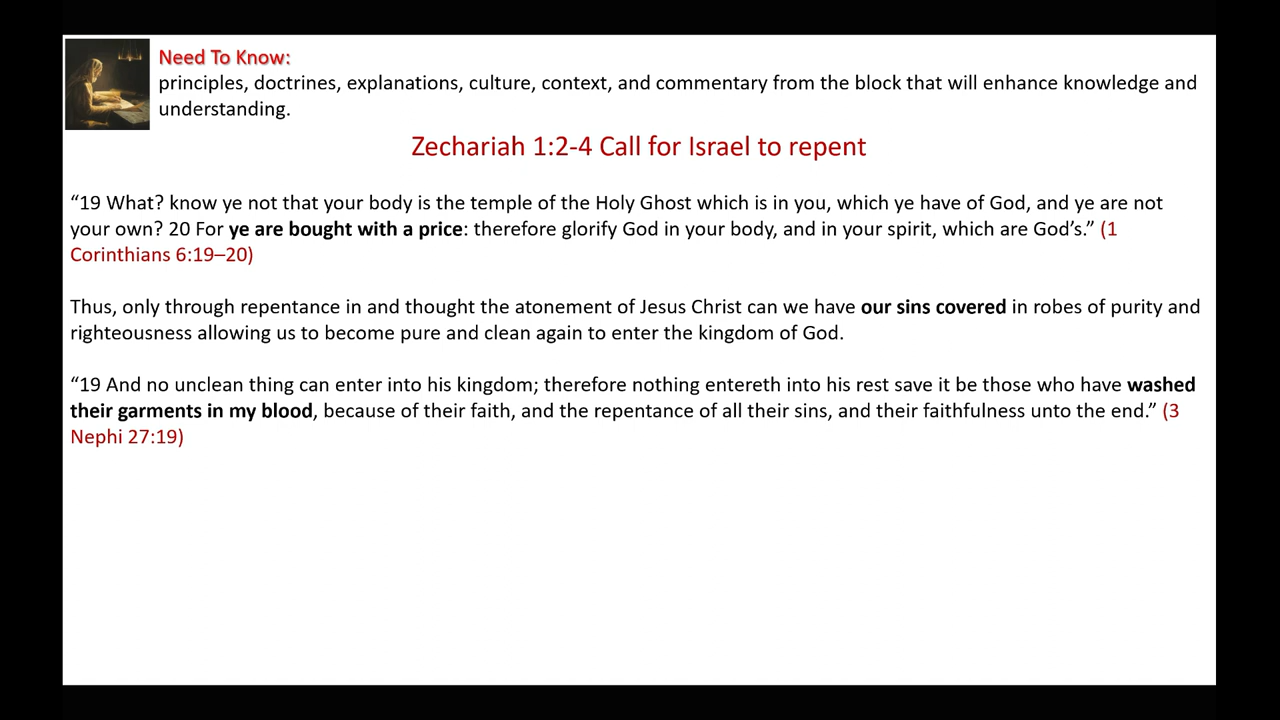 Need To Know:
principles, doctrines, explanations, culture, context, and commentary from the block that will enhance knowledge and
understanding.
Zechariah 1:2-4 Call for Israel to repent
“19 What? know ye not that your body is the temple of the Holy Ghost which is in you, which ye have of God, and ye are not
your own? 20 For ye are bought with a price: therefore glorify God in your body, and in your spirit, which are God’s.” (1
Corinthians 6:19–20)
Thus, only through repentance in and thought the atonement of Jesus Christ can we have our sins covered in robes of purity and
righteousness allowing us to become pure and clean again to enter the kingdom of God.
“19 And no unclean thing can enter into his kingdom; therefore nothing entereth into his rest save it be those who have washed
their garments in my blood, because of their faith, and the repentance of all their sins, and their faithfulness unto the end.” (3
Nephi 27:19)